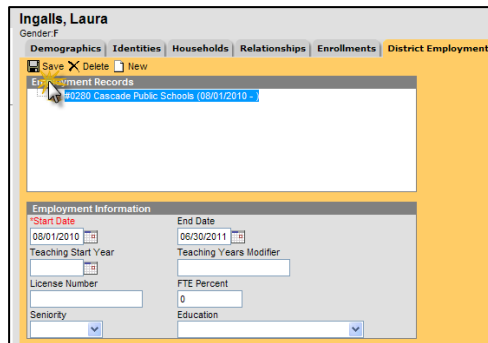 Ingalls, Laura
Gender:F
Demographics Identities Households Relationships Enrollments District Employment
Save Delete New
Employment Records
#0280 Cascade Public Schools (08/01/2010 - )
Employment Information
*Start Date End Date
08/01/2010 06/30/2011
Teaching Start Year Teaching Years Modifier
License Number FTE Percent
0
Seniority Education